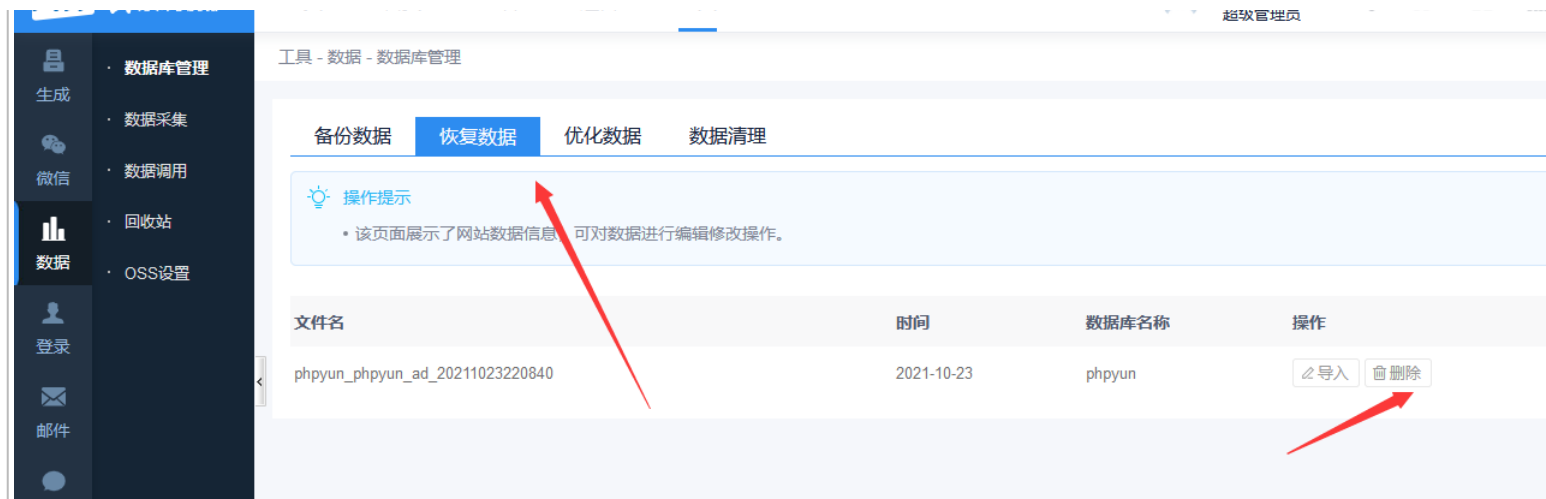 超级管理员
生成
微信
数据
登录
邮件
· 数据库管理
· 数据采集
· 数据调用
· 回收站
· OSS设置
工具 - 数据 - 数据库管理
备份数据 恢复数据 优化数据 数据清理
操作提示
• 该页面展示了网站数据信息，可对数据进行编辑修改操作。
文件名 时间 数据库名称 操作
phpyun_phpyun_ad_20211023220840 2021-10-23 phpyun 导入 删除